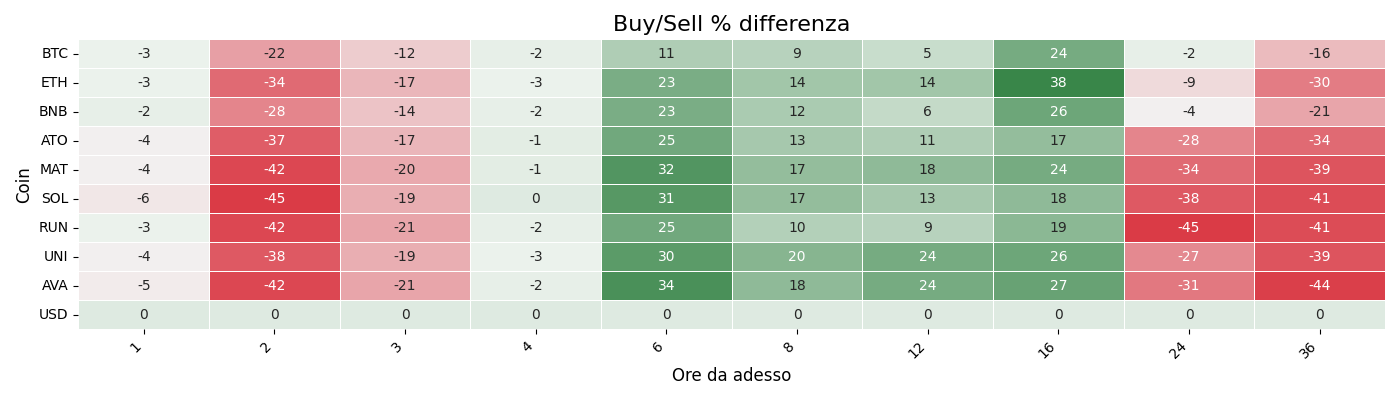 Buy/Sell % differenza
Coin
BTC -3 -22 -12 -2 11 9 5 24 -2 -16
ETH -3 -34 -17 -3 23 14 14 38 -9 -30
BNB -2 -28 -14 -2 23 12 6 26 -4 -21
ATO -4 -37 -17 -1 25 13 11 17 -28 -34
MAT -4 -42 -20 -1 32 17 18 24 -34 -39
SOL -6 -45 -19 0 31 17 13 18 -38 -41
RUN -3 -42 -21 -2 25 10 9 19 -45 -41
UNI -4 -38 -19 -3 30 20 24 26 -27 -39
AVA -5 -42 -21 -2 34 18 24 27 -31 -44
USD 0 0 0 0 0 0 0 0 0 0
1 2 3 4 6 8 12 16 24 36
Ore da adesso